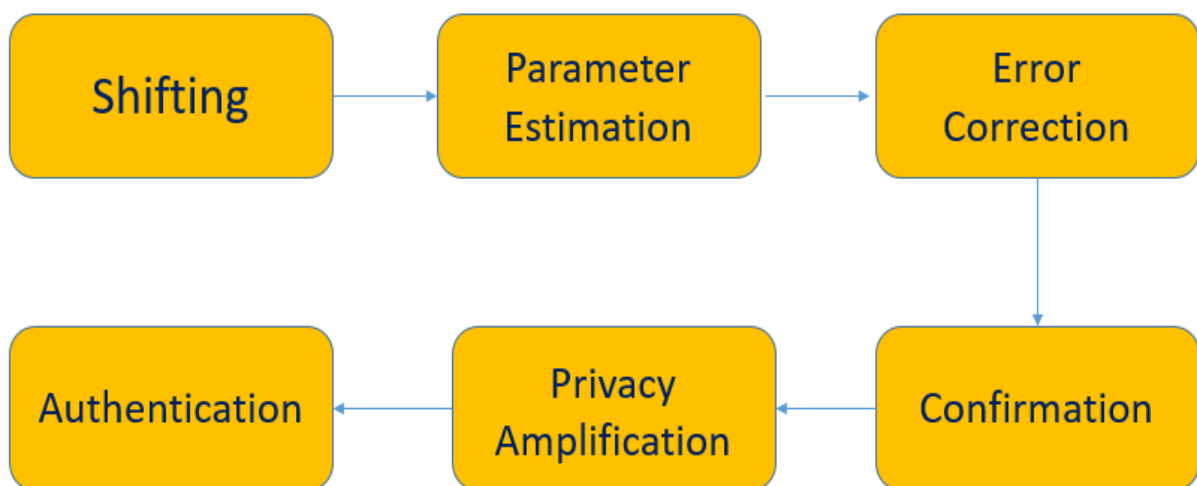 Shifting
Parameter
Estimation
Error
Correction
Authentication
Privacy
Amplification
Confirmation